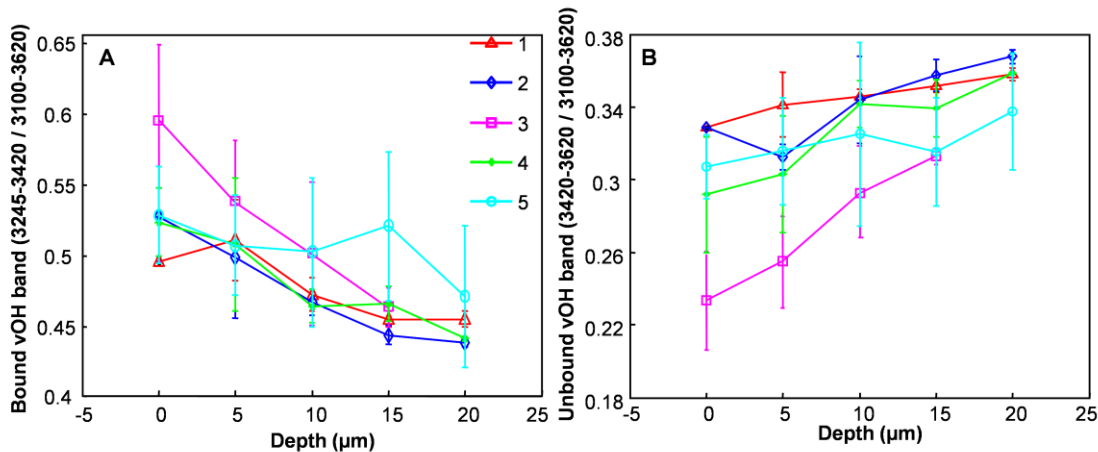 A
Bound vOH band (3245-3420 / 3100-3620)
0.65
0.6
0.55
0.5
0.45
0.4
-5 0 5 10 15 20 25
Depth (µm)
1
2
3
4
5
B
Unbound vOH band (3420-3620 / 3100-3620)
0.38
0.34
0.3
0.26
0.22
0.18
-5 0 5 10 15 20 25
Depth (µm)